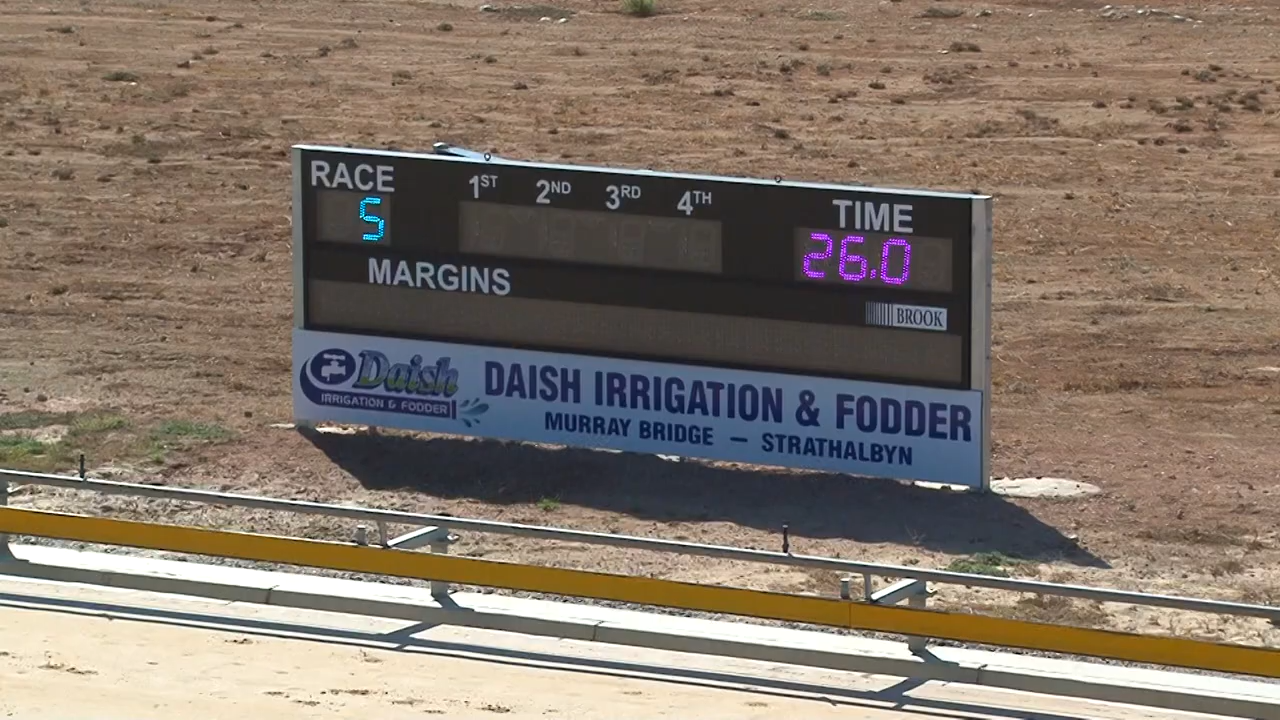 RACE 1ST 2ND 3RD 4TH TIME
5 26.0
MARGINS
BROOK
Daish
IRRIGATION & FODDER
DAISH IRRIGATION & FODDER
MURRAY BRIDGE — STRATHALBYN